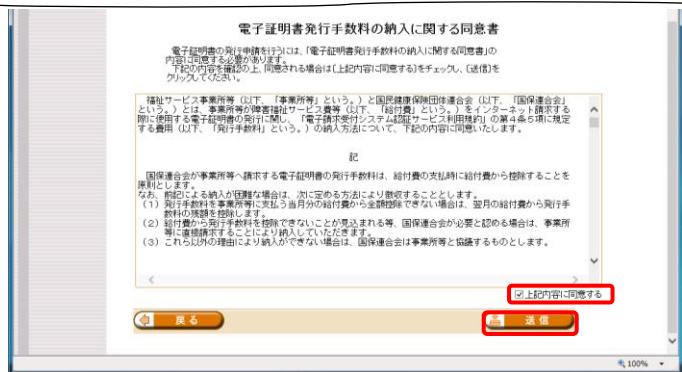 電子証明書発行手数料の納入に関する同意書
電子証明書の発行申請を行うには、「電子証明書発行手数料の納入に関する同意書」の
内容に同意する必要があります。
下記の内容を確認の上、同意される場合は[上記内容に同意する]をチェックし、[送信]を
クリックしてください。
福祉サービス事業所等（以下、「事業所等」という。）と国民健康保険団体連合会（以下、「国保連合会」
という。）とは、事業所等が障害福祉サービス費等（以下、「給付費」という。）をインターネット請求する
際に使用する電子証明書の発行に関し、「電子請求受付システム認証サービス利用規約」の第４条５項に規定
する費用（以下、「発行手数料」という。）の納入方法について、下記の内容に同意いたします。
記
国保連合会が事業所等へ請求する電子証明書の発行手数料は、給付費の支払時に給付費から控除することを
原則とします。
なお、前記による納入が困難な場合は、次に定める方法により徴収することとします。
（１）発行手数料を事業所等に支払う当月分の給付費から全額控除できない場合は、翌月の給付費から発行手
数料の残額を控除します。
（２）給付費から発行手数料を控除できないことが見込まれる等、国保連合会が必要と認める場合は、事業所
等に直接請求することにより納入していただきます。
（３）これら以外の理由により納入ができない場合は、国保連合会は事業所等と協議するものとします。
上記内容に同意する
戻る
送信
100%